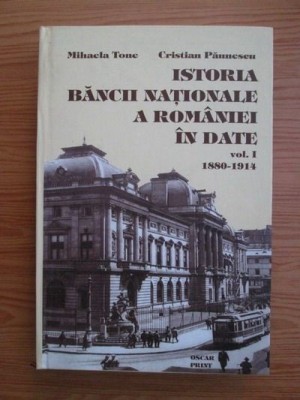 Mihaela Tone Cristian Păunescu
ISTORIA
BĂNCII NAȚIONALE
A ROMÂNIEI
ÎN DATE
vol. I
1880-1914
OSCAR
PRINT